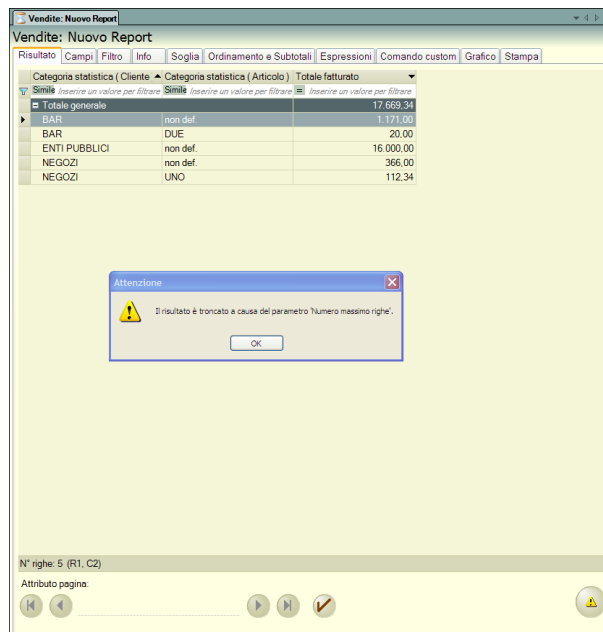 Vendite: Nuovo Report
Vendite: Nuovo Report
Risultato Campi Filtro Info Soglia Ordinamento e Subtotali Espressioni Comando custom Grafico Stampa
Categoria statistica ( Cliente Categoria statistica ( Articolo ) Totale fatturato
Simile Inserire un valore per filtrare Simile Inserire un valore per filtrare = Inserire un valore per filtrare
Totale generale 17.669,34
BAR non def. 1.171,00
BAR DUE 20,00
ENTI PUBBLICI non def. 16.000,00
NEGOZI non def. 366,00
NEGOZI UNO 112,34
Attenzione
Il risultato è troncato a causa del parametro 'Numero massimo righe'.
OK
N° righe: 5 (R1, C2)
Attributo pagina: